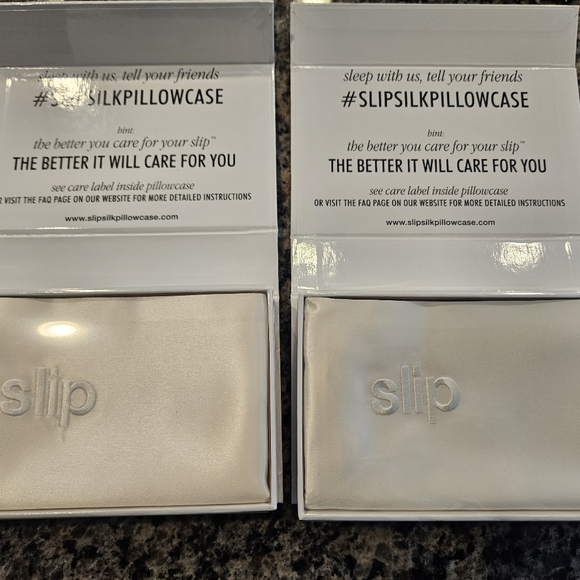 sleep with us, tell your friends
#SLIPSILKPILLOWCASE
hint:
the better you care for your slip™
THE BETTER IT WILL CARE FOR YOU
see care label inside pillowcase
OR VISIT THE FAQ PAGE ON OUR WEBSITE FOR MORE DETAILED INSTRUCTIONS
www.slipsilkpillowcase.com
slip
sleep with us, tell your friends
#SLIPSILKPILLOWCASE
hint:
the better you care for your slip™
THE BETTER IT WILL CARE FOR YOU
see care label inside pillowcase
OR VISIT THE FAQ PAGE ON OUR WEBSITE FOR MORE DETAILED INSTRUCTIONS
www.slipsilkpillowcase.com
slip